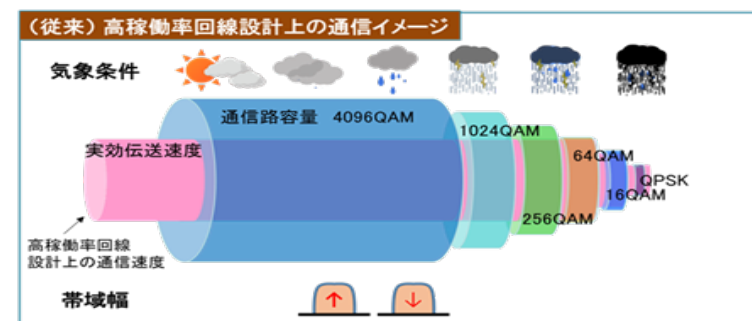 （従来）高稼働率回線設計上の通信イメージ
気象条件
通信路容量 4096QAM
1024QAM
実効伝送速度
64QAM
QPSK
16QAM
256QAM
高稼働率回線
設計上の通信速度
帯域幅
↑ ↓